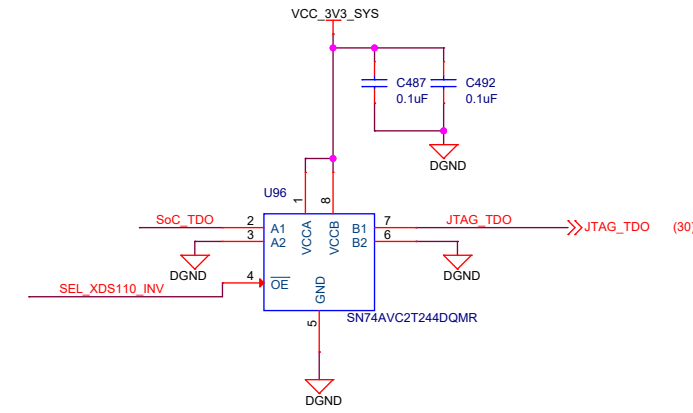 VCC_3V3_SYS
C487
0.1uF
C492
0.1uF
DGND
U96
1
8
SoC_TDO
2
A1
VCCA
VCCB
B1
7
JTAG_TDO
JTAG_TDO
(30)
3
A2
B2
6
DGND
DGND
SEL_XDS110_INV
4
OE
GND
SN74AVC2T244DQMR
5
DGND